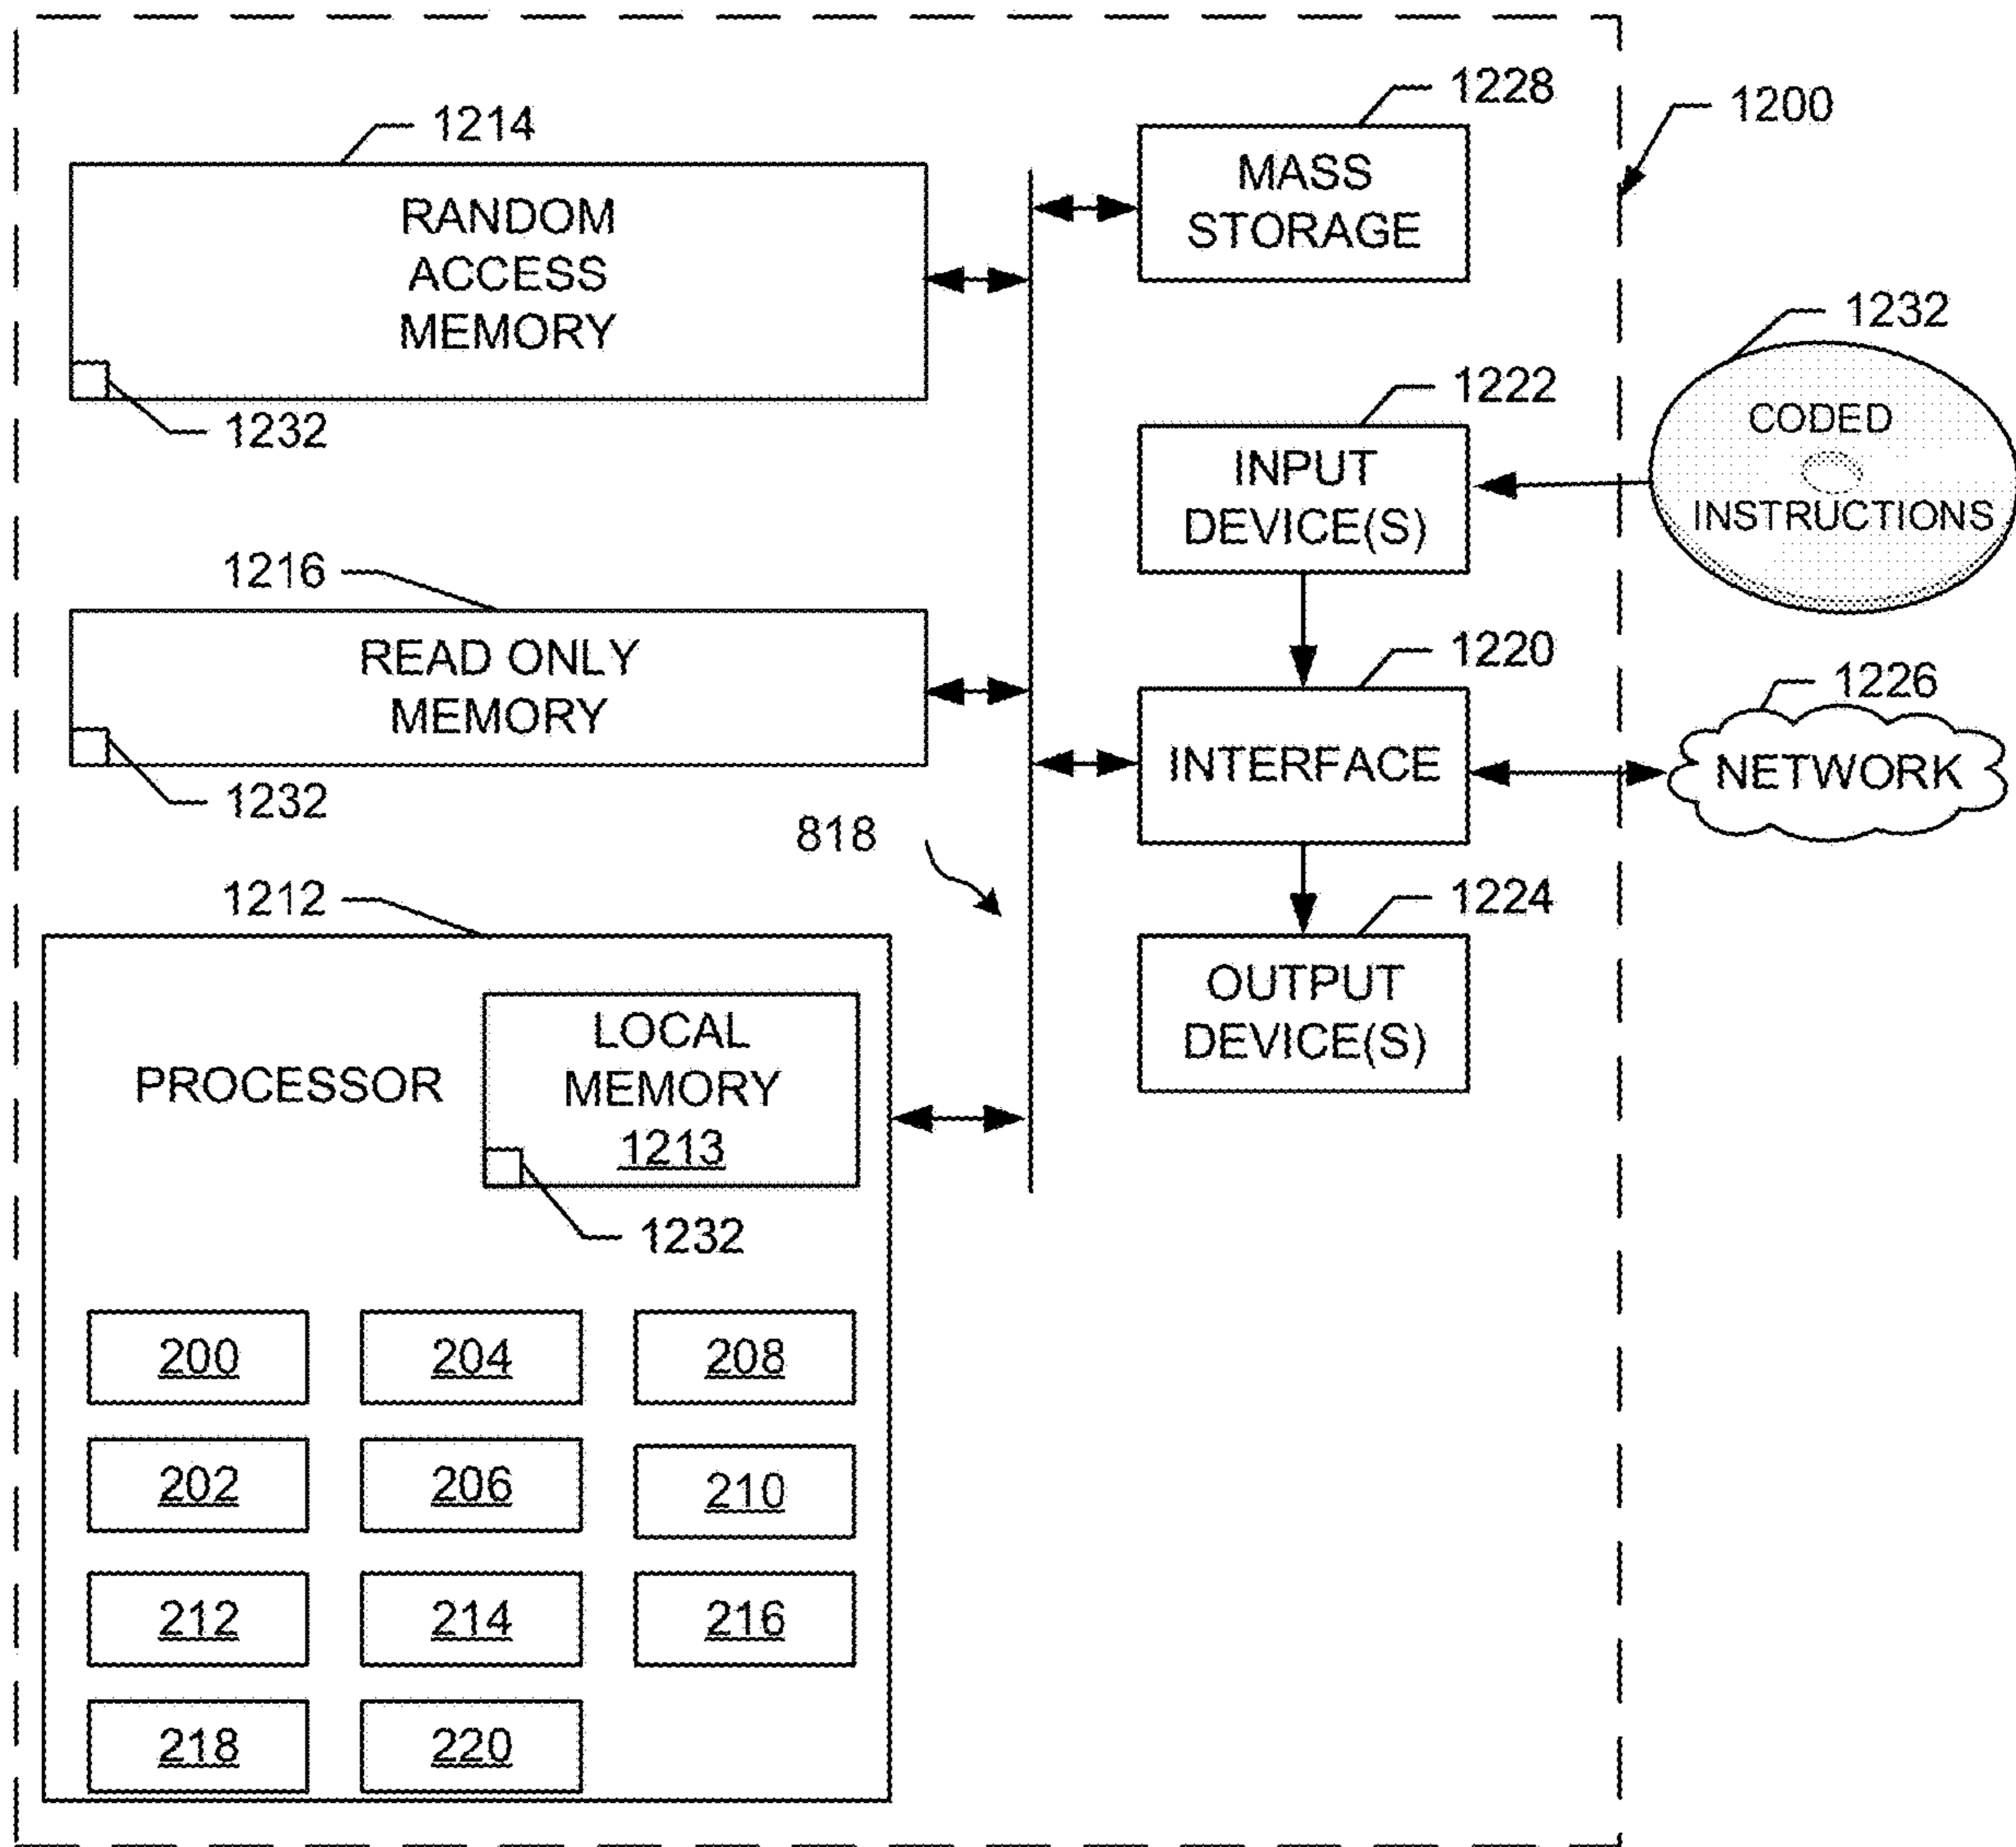 1200
1214
RANDOM
ACCESS
MEMORY
1232
1228
MASS
STORAGE
1222
INPUT
DEVICE(S)
1232
CODED
INSTRUCTIONS
1216
READ ONLY
MEMORY
1232
1220
INTERFACE
1226
NETWORK
818
1224
OUTPUT
DEVICE(S)
1212
PROCESSOR
LOCAL
MEMORY
1213
1232
200 204 208
202 206 210
212 214 216
218 220